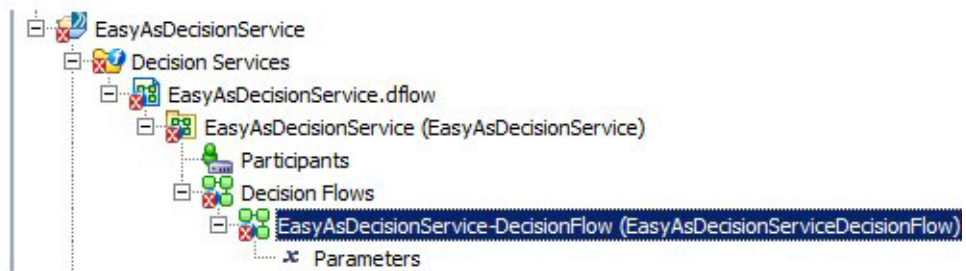 EasyAsDecisionService
Decision Services
EasyAsDecisionService.dflow
EasyAsDecisionService (EasyAsDecisionService)
Participants
Decision Flows
EasyAsDecisionService-DecisionFlow (EasyAsDecisionServiceDecisionFlow)
x Parameters